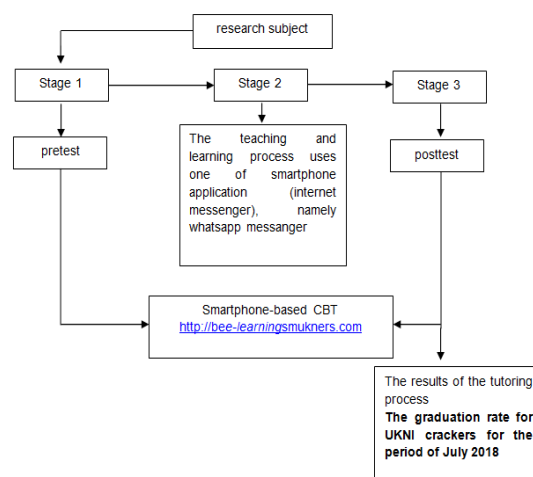 research subject
Stage 1
Stage 2
Stage 3
pretest
The teaching and
learning process uses
one of smartphone
application (internet
messenger), namely
whatsapp messanger
posttest
Smartphone-based CBT
http://bee-learningsmukners.com
The results of the tutoring
process
The graduation rate for
UKNI crackers for the
period of July 2018